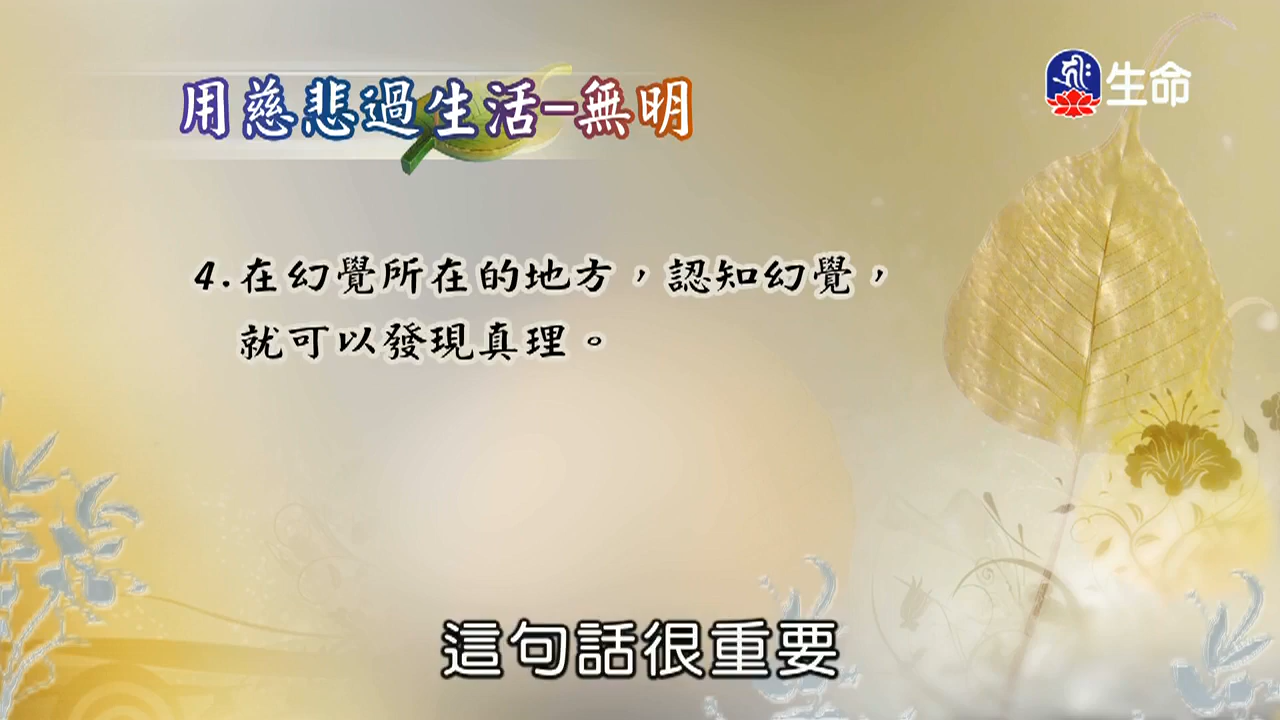 用慈悲過生活-無明
生命
4.在幻覺所在的地方，認知幻覺，
就可以發現真理。
這句話很重要